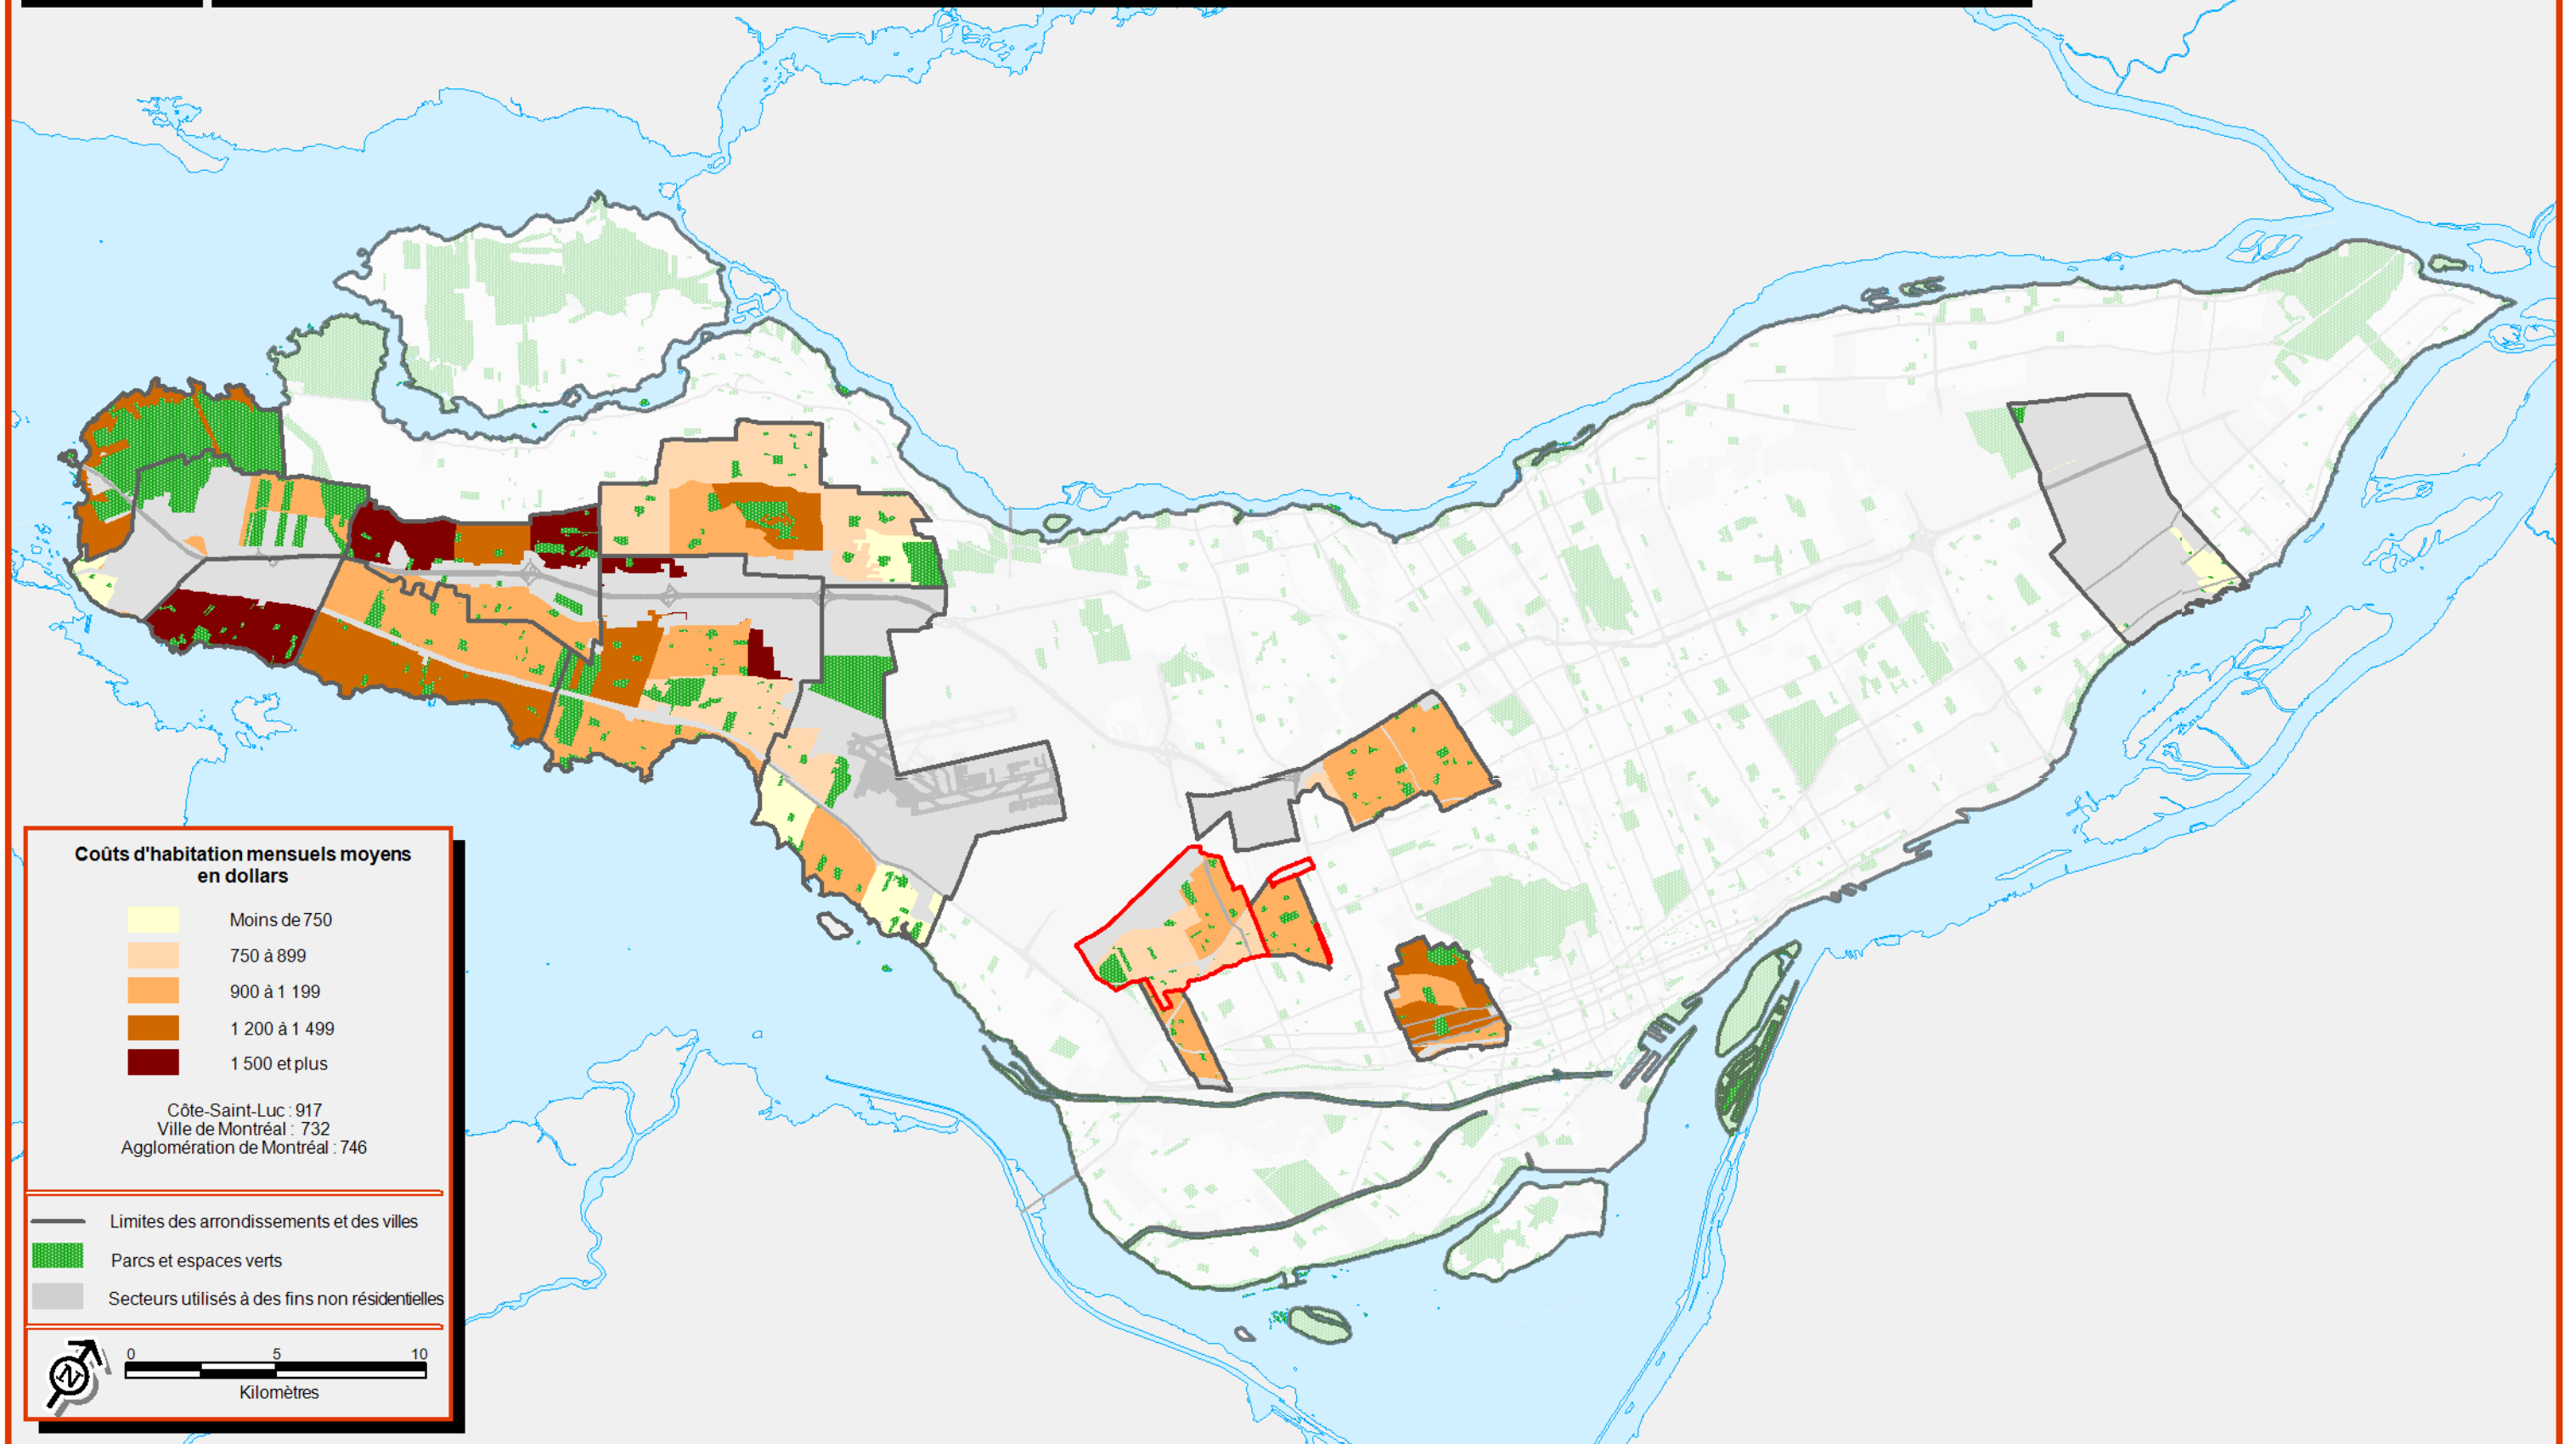 Coûts d'habitation mensuels moyens
en dollars
Moins de 750
750 à 899
900 à 1 199
1 200 à 1 499
1 500 et plus
Côte-Saint-Luc : 917
Ville de Montréal : 732
Agglomération de Montréal : 746
Limites des arrondissements et des villes
Parcs et espaces verts
Secteurs utilisés à des fins non résidentielles
N
0 5 10
Kilomètres